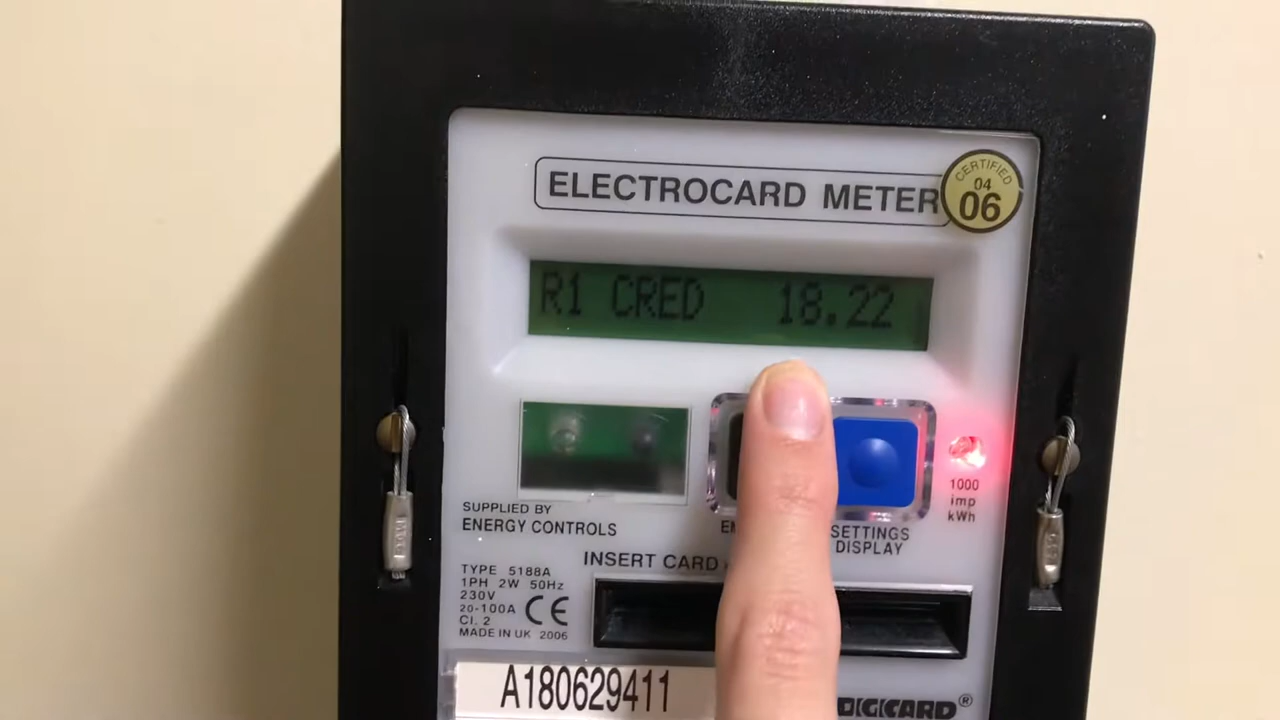 ELECTROCARD METER
CERTIFIED
04
06
R1 CRED 18.22
1000
imp
kWh
SUPPLIED BY
ENERGY CONTROLS
SETTINGS
DISPLAY
INSERT CARD
TYPE 5188A
1PH 2W 50Hz
230V
20-100A
Cl. 2
CE
MADE IN UK 2006
A180629411
DIGICARD®